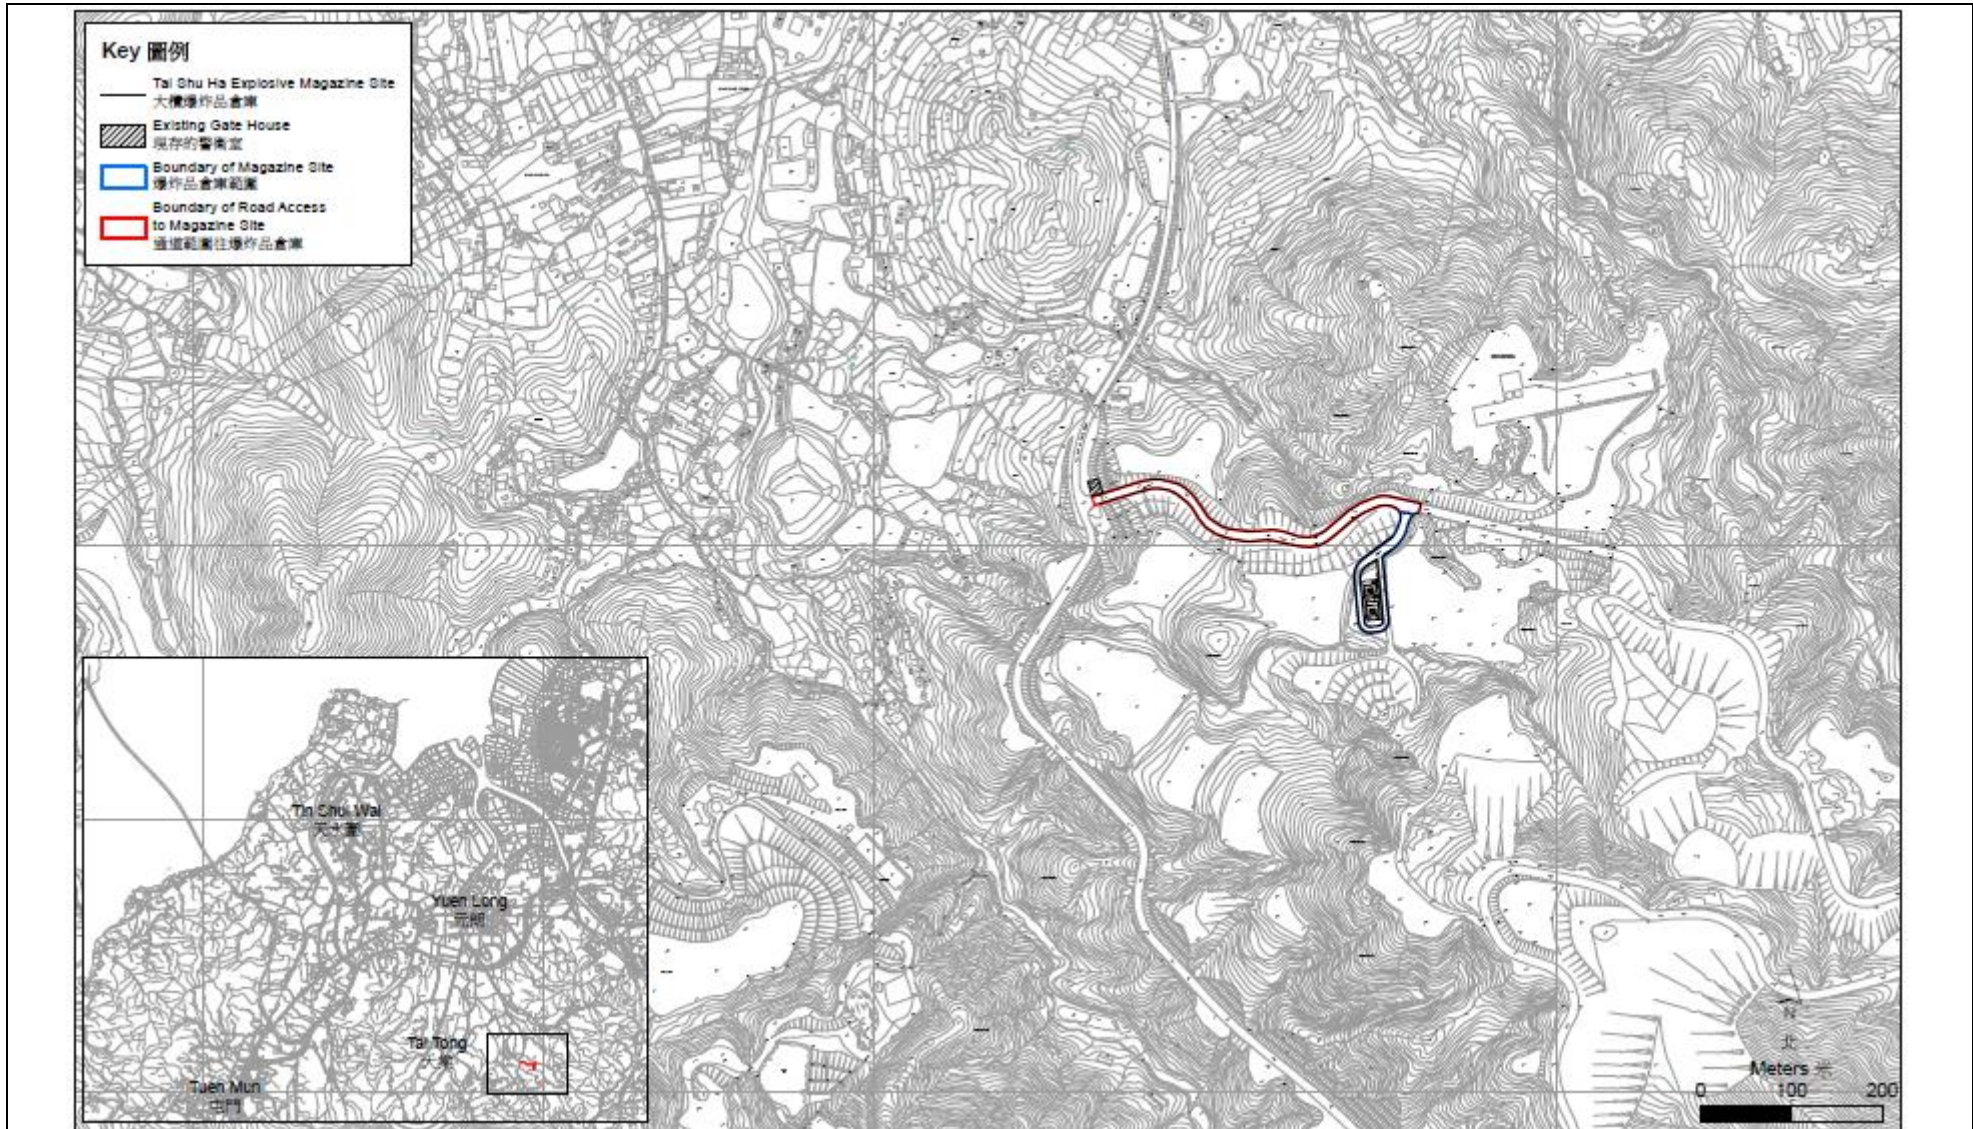 Key 圖例
Tai Shu Ha Explosive Magazine Site
大欖爆炸品倉庫
Existing Gate House
現存的警衛室
Boundary of Magazine Site
爆炸品倉庫範圍
Boundary of Road Access
to Magazine Site
通道範圍往爆炸品倉庫
Tin Shui Wai
天水圍
Yuen Long
元朗
Tai Tong
大棠
Tuen Mun
屯門
N
北
Meters 米
0 100 200